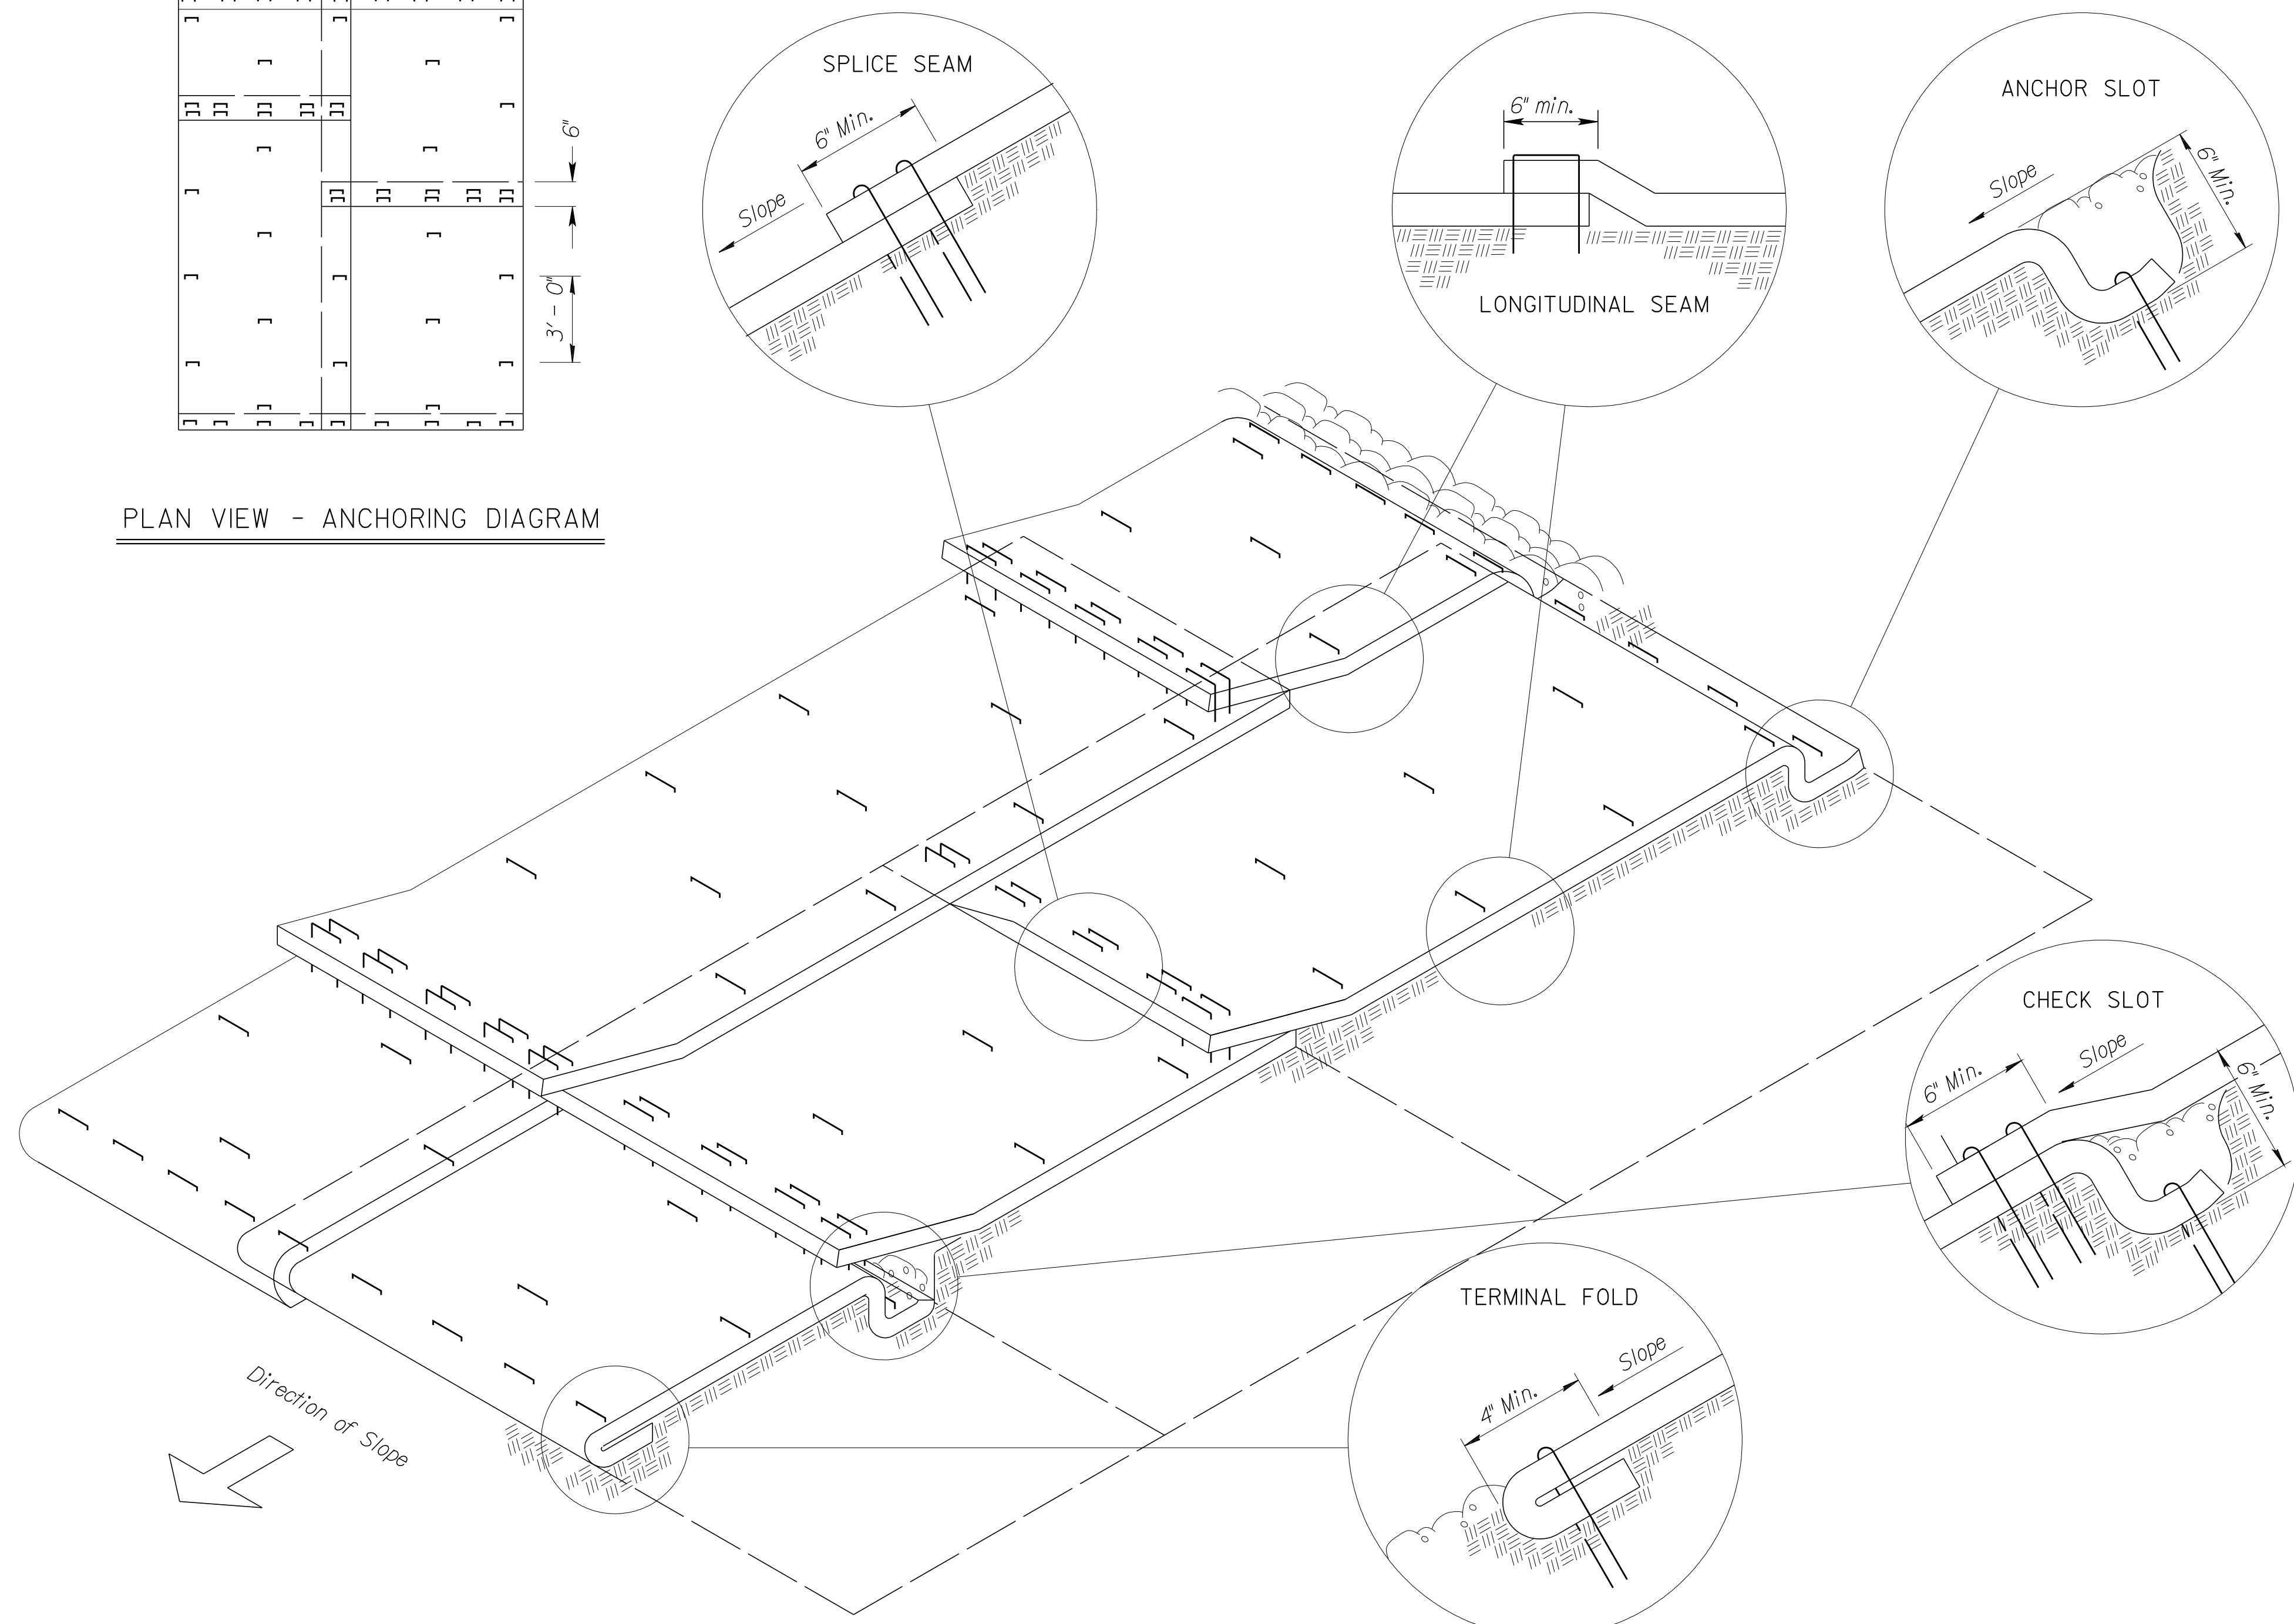 6"
3' - 0"
PLAN VIEW - ANCHORING DIAGRAM
SPLICE SEAM
6" Min.
Slope
6" min.
LONGITUDINAL SEAM
ANCHOR SLOT
Slope
6" Min.
CHECK SLOT
6" Min.
Slope
6" Min.
TERMINAL FOLD
4" Min.
Slope
Direction of Slope